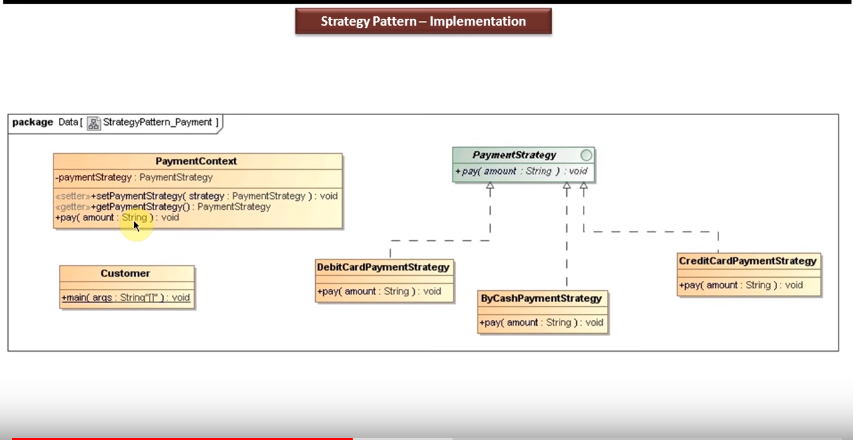 Strategy Pattern – Implementation
package Data[ StrategyPattern_Payment ]
PaymentContext
-paymentStrategy : PaymentStrategy
«setter»+setPaymentStrategy( strategy : PaymentStrategy ) : void
«getter»+getPaymentStrategy() : PaymentStrategy
+pay( amount : String ) : void
PaymentStrategy
+pay( amount : String ) : void
Customer
+main( args : String"[]" ) : void
DebitCardPaymentStrategy
+pay( amount : String ) : void
ByCashPaymentStrategy
+pay( amount : String ) : void
CreditCardPaymentStrategy
+pay( amount : String ) : void